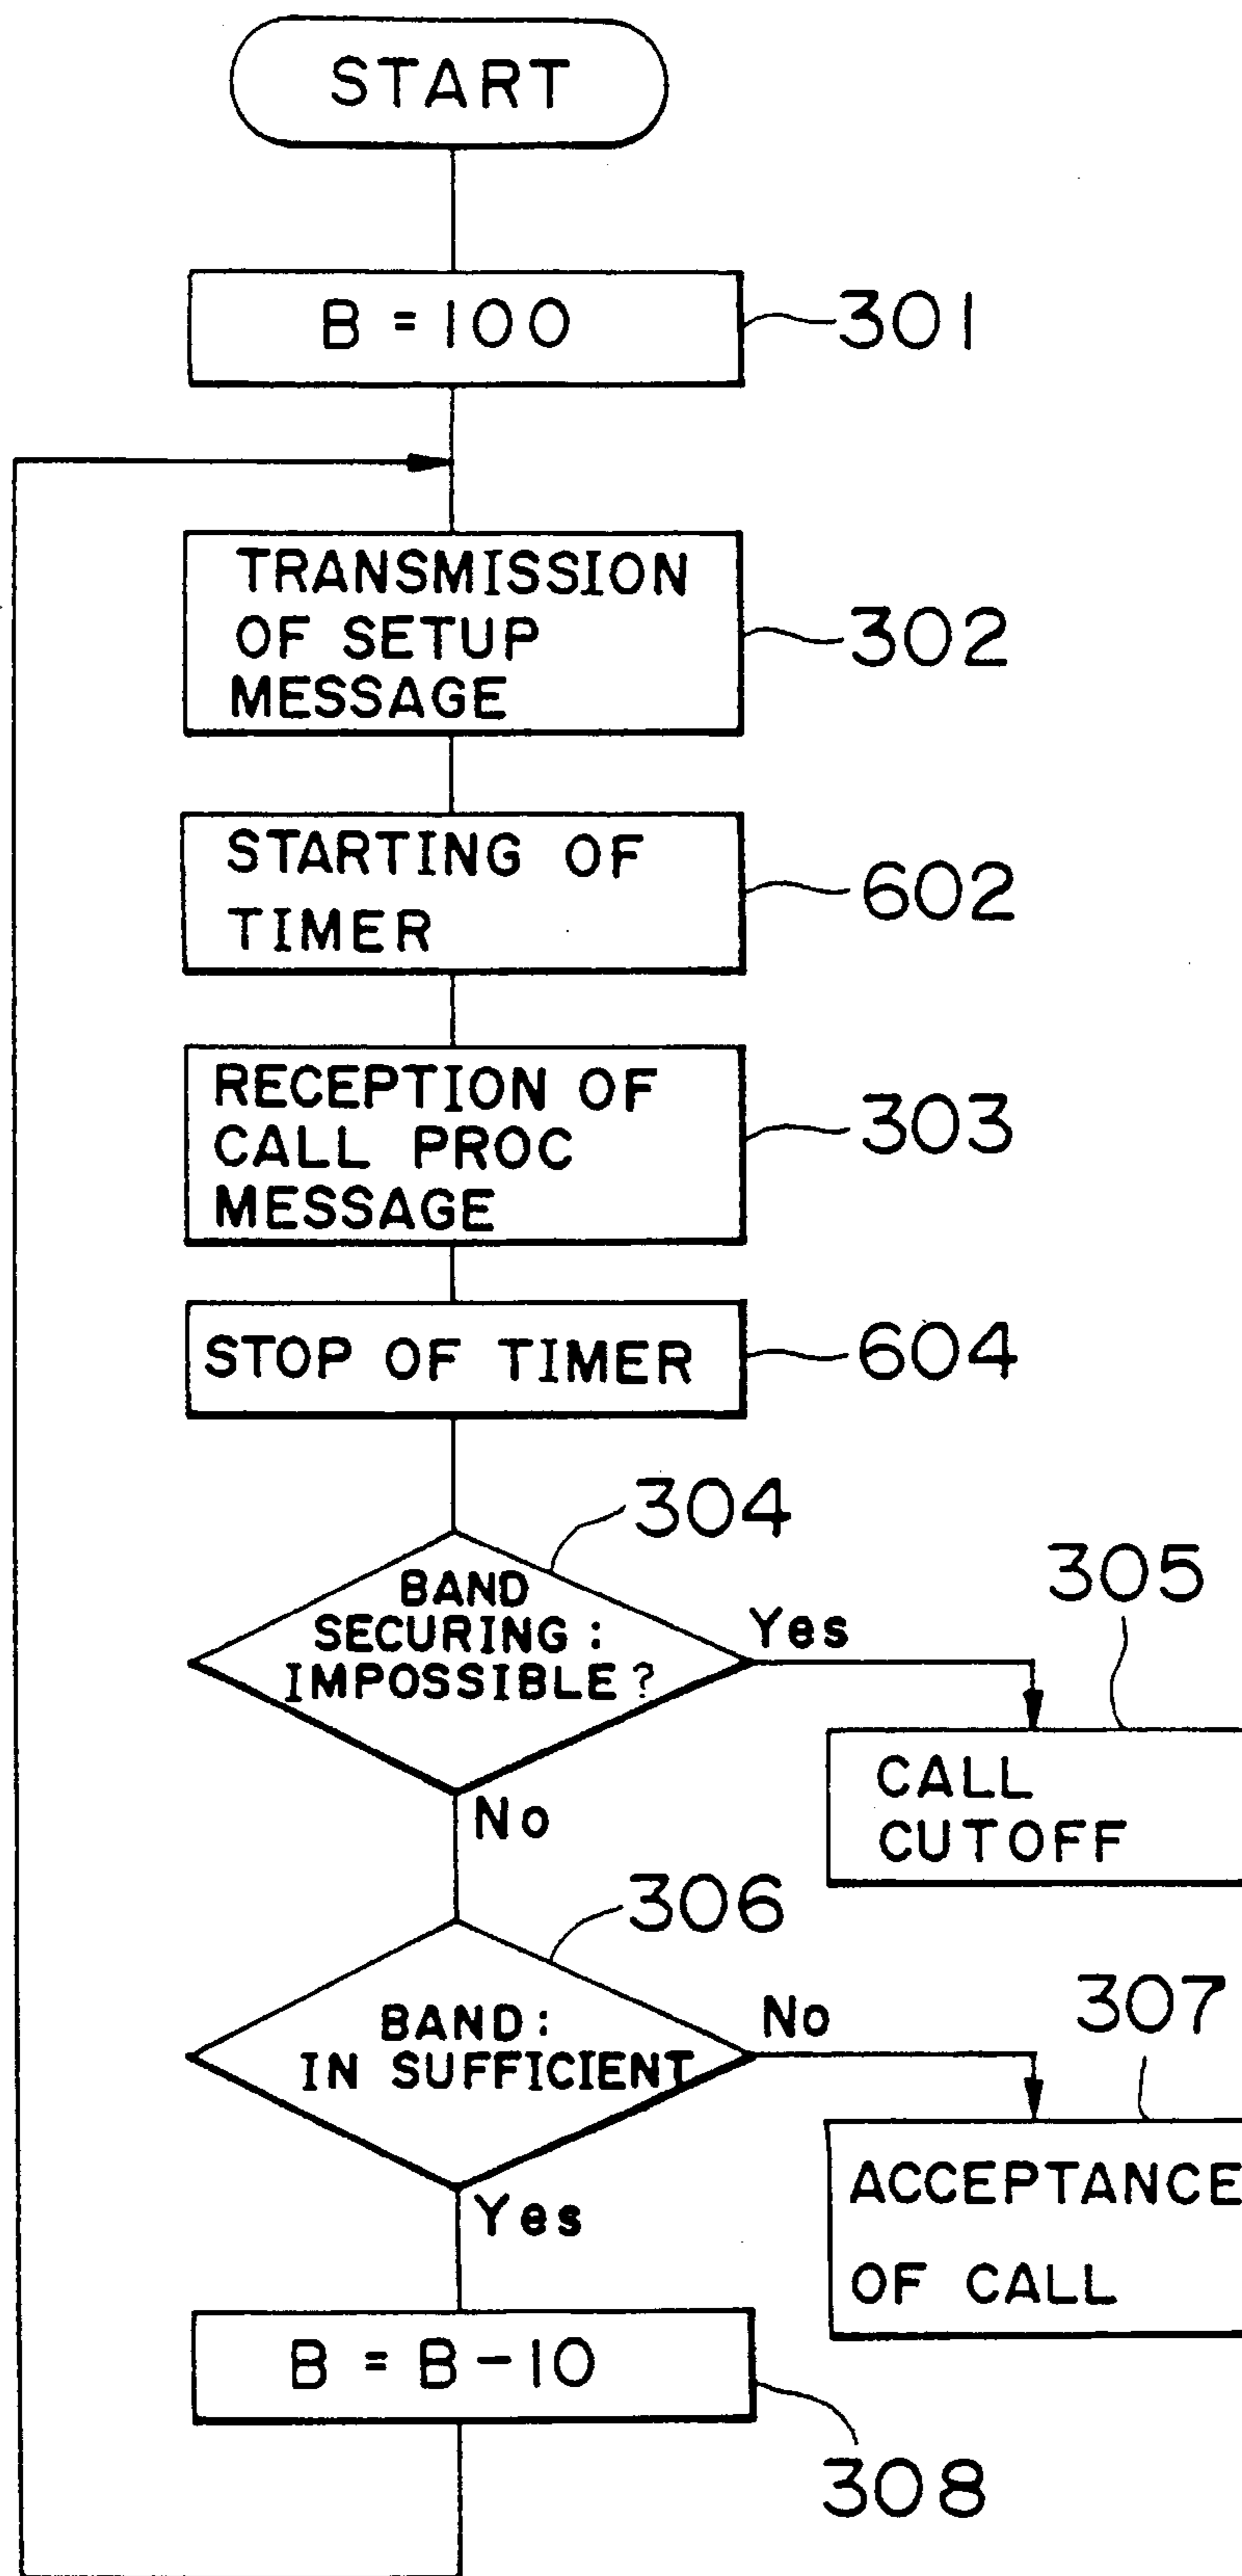 START
B = 100
301
TRANSMISSION
OF SETUP
MESSAGE
302
STARTING OF
TIMER
602
RECEPTION OF
CALL PROC
MESSAGE
303
STOP OF TIMER
604
304
BAND
SECURING :
IMPOSSIBLE ?
Yes
305
CALL
CUTOFF
No
306
BAND :
IN SUFFICIENT
No
307
ACCEPTANCE
OF CALL
Yes
B = B - 10
308